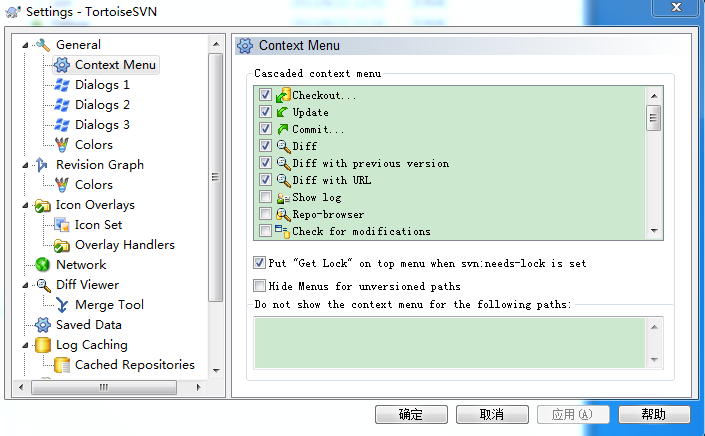 Settings - TortoiseSVN
General
Context Menu
Dialogs 1
Dialogs 2
Dialogs 3
Colors
Revision Graph
Colors
Icon Overlays
Icon Set
Overlay Handlers
Network
Diff Viewer
Merge Tool
Saved Data
Log Caching
Cached Repositories
Context Menu
Cascaded context menu
Checkout...
Update
Commit...
Diff
Diff with previous version
Diff with URL
Show log
Repo-browser
Check for modifications
Put "Get Lock" on top menu when svn:needs-lock is set
Hide Menus for unversioned paths
Do not show the context menu for the following paths:
确定 取消 应用(A) 帮助